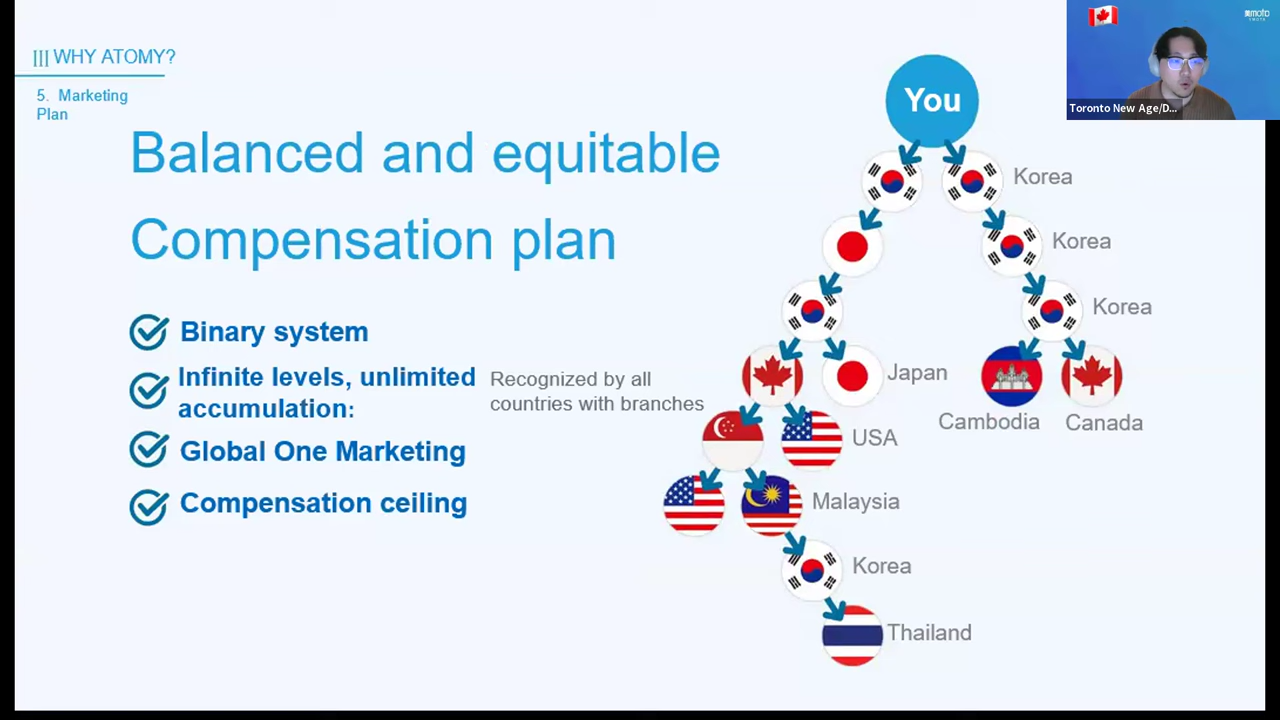 ||| WHY ATOMY?
5. Marketing
Plan
Balanced and equitable
Compensation plan
Binary system
Infinite levels, unlimited
accumulation:
Recognized by all
countries with branches
Global One Marketing
Compensation ceiling
You
Korea
Korea
Korea
Japan
Cambodia
Canada
USA
Malaysia
Korea
Thailand
Toronto New Age/D...
moto